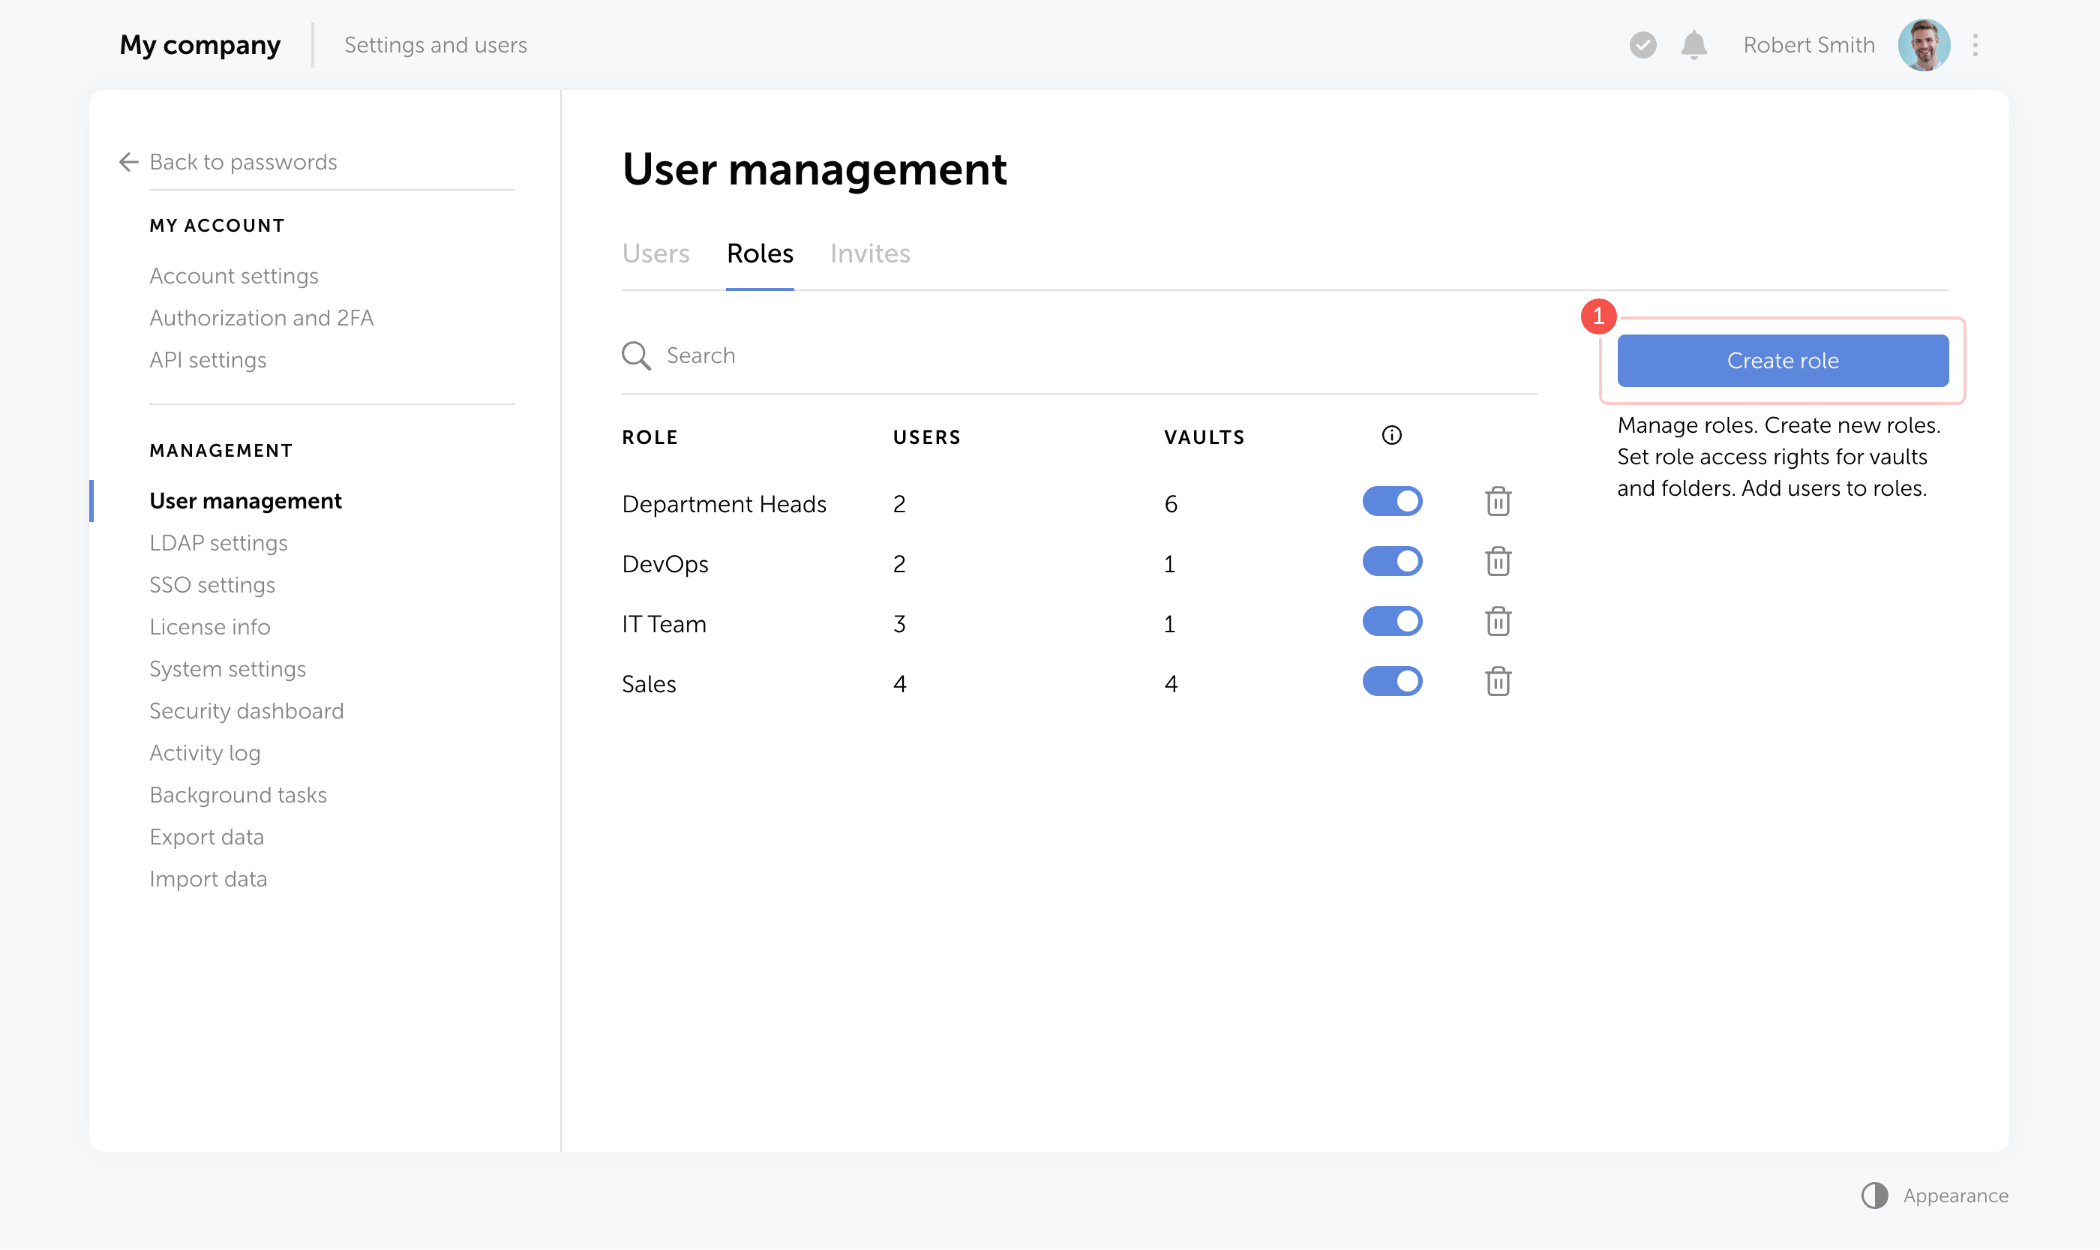 My company
Settings and users
Robert Smith
Back to passwords
MY ACCOUNT
Account settings
Authorization and 2FA
API settings
MANAGEMENT
User management
LDAP settings
SSO settings
License info
System settings
Security dashboard
Activity log
Background tasks
Export data
Import data
User management
Users Roles Invites
Search
ROLE USERS VAULTS
Department Heads 2 6
DevOps 2 1
IT Team 3 1
Sales 4 4
1
Create role
Manage roles. Create new roles.
Set role access rights for vaults
and folders. Add users to roles.
Appearance